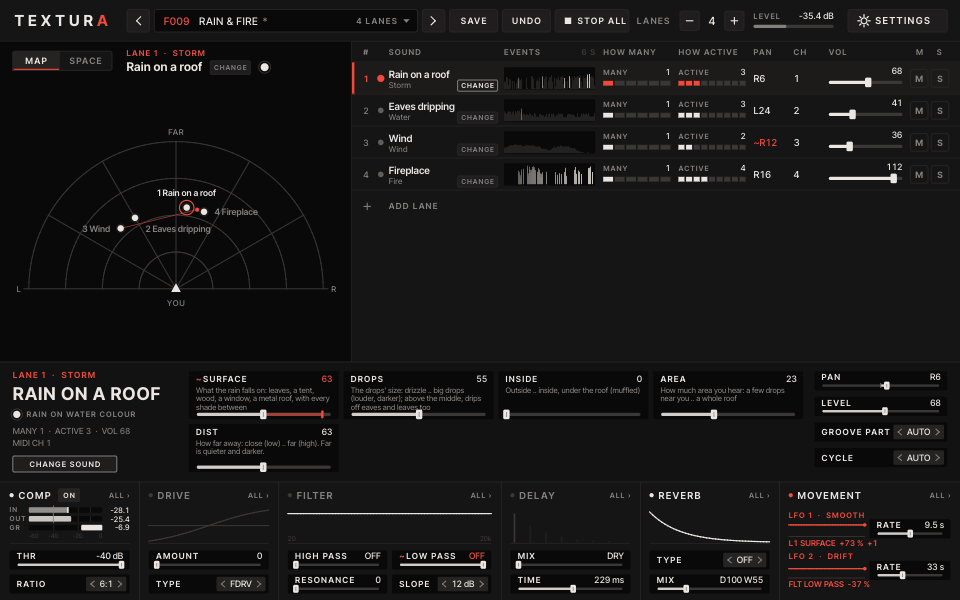 TEXTURA
F009 RAIN & FIRE * 4 LANES
SAVE
UNDO
STOP ALL
LANES
4
LEVEL -35.4 dB
SETTINGS
MAP
SPACE
LANE 1 · STORM
Rain on a roof CHANGE
FAR
1 Rain on a roof
4 Fireplace
3 Wind
2 Eaves dripping
L
R
YOU
# SOUND EVENTS 6 S HOW MANY HOW ACTIVE PAN CH VOL M S
1 Rain on a roof MANY 1 ACTIVE 3 R6 1 68 M S
Storm CHANGE
2 Eaves dripping MANY 1 ACTIVE 3 L24 2 41 M S
Water CHANGE
3 Wind MANY 1 ACTIVE 2 ~R12 3 36 M S
Wind CHANGE
4 Fireplace MANY 1 ACTIVE 4 R16 4 112 M S
Fire CHANGE
+ ADD LANE
LANE 1 · STORM
RAIN ON A ROOF
RAIN ON WATER COLOUR
MANY 1 · ACTIVE 3 · VOL 68
MIDI CH 1
CHANGE SOUND
~SURFACE 63
What the rain falls on: leaves, a tent,
wood, a window, a metal roof, with every
shade between
DROPS 55
The drops' size: drizzle .. big drops
(louder, darker); above the middle, drips
off eaves and leaves too
INSIDE 0
Outside .. inside, under the roof (muffled)
AREA 23
How much area you hear: a few drops
near you .. a whole roof
DIST 63
How far away: close (low) .. far (high). Far
is quieter and darker.
PAN R6
LEVEL 68
GROOVE PART < AUTO >
CYCLE < AUTO >
COMP ON ALL ›
IN -28.1
OUT -25.4
GR -6.9
-60 -40 -20 0
THR -40 dB
RATIO < 6:1 >
DRIVE ALL ›
AMOUNT 0
TYPE < FDRV >
FILTER ALL ›
20 20k
HIGH PASS OFF
~LOW PASS OFF
RESONANCE 0
SLOPE < 12 dB >
DELAY ALL ›
MIX DRY
TIME 229 ms
REVERB ALL ›
TYPE < OFF >
MIX D100 W55
MOVEMENT ALL ›
LFO 1 · SMOOTH
RATE 9.5 s
L1 SURFACE +73 % +1
LFO 2 · DRIFT
RATE 33 s
FLT LOW PASS -37 %